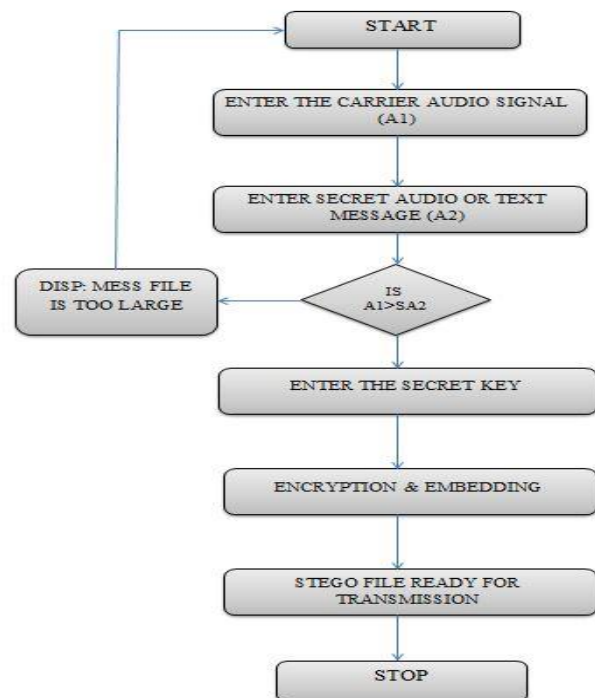 START
ENTER THE CARRIER AUDIO SIGNAL
(A1)
ENTER SECRET AUDIO OR TEXT
MESSAGE (A2)
DISP: MESS FILE
IS TOO LARGE
IS
A1>SA2
ENTER THE SECRET KEY
ENCRYPTION & EMBEDDING
STEGO FILE READY FOR
TRANSMISSION
STOP